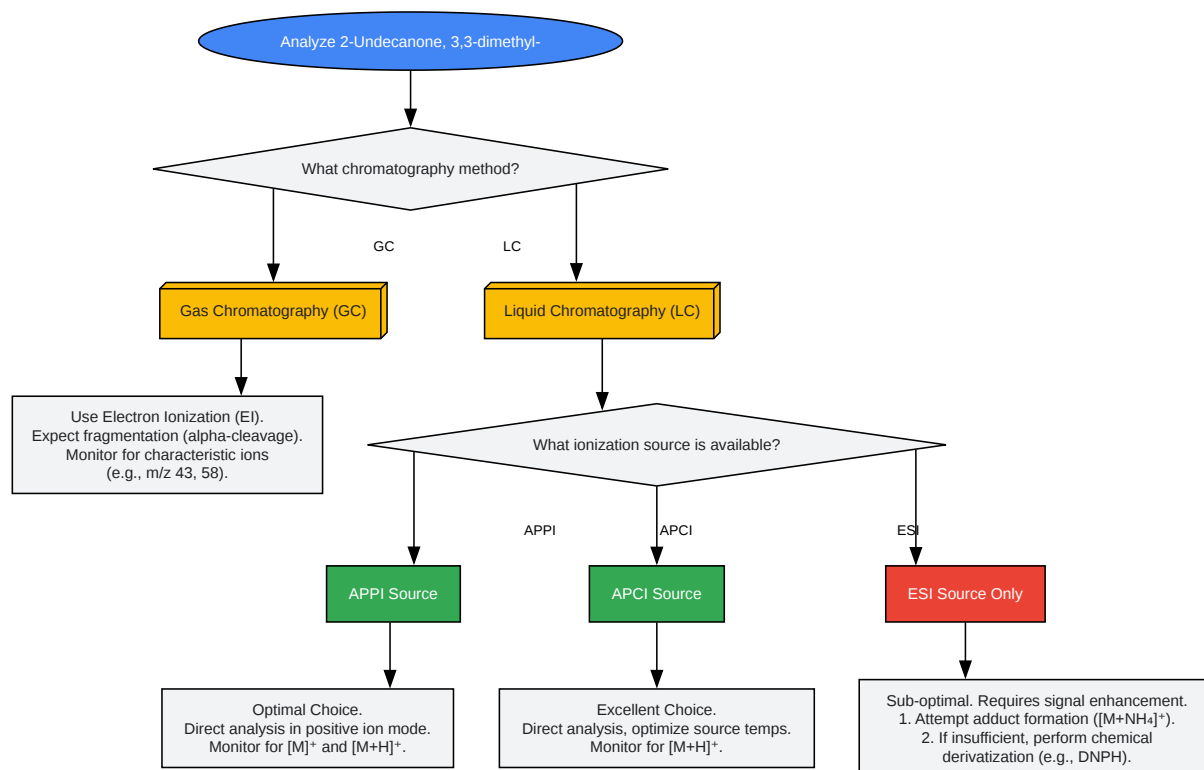 Analyze 2-Undecanone, 3,3-dimethyl-
What chromatography method?
GC
LC
Gas Chromatography (GC)
Liquid Chromatography (LC)
Use Electron Ionization (EI).
Expect fragmentation (alpha-cleavage).
Monitor for characteristic ions
(e.g., m/z 43, 58).
What ionization source is available?
APPI
APCI
ESI
APPI Source
APCI Source
ESI Source Only
Optimal Choice.
Direct analysis in positive ion mode.
Monitor for [M]⁺ and [M+H]⁺.
Excellent Choice.
Direct analysis, optimize source temps.
Monitor for [M+H]⁺.
Sub-optimal. Requires signal enhancement.
1. Attempt adduct formation ([M+NH₄]⁺).
2. If insufficient, perform chemical
derivatization (e.g., DNPH).